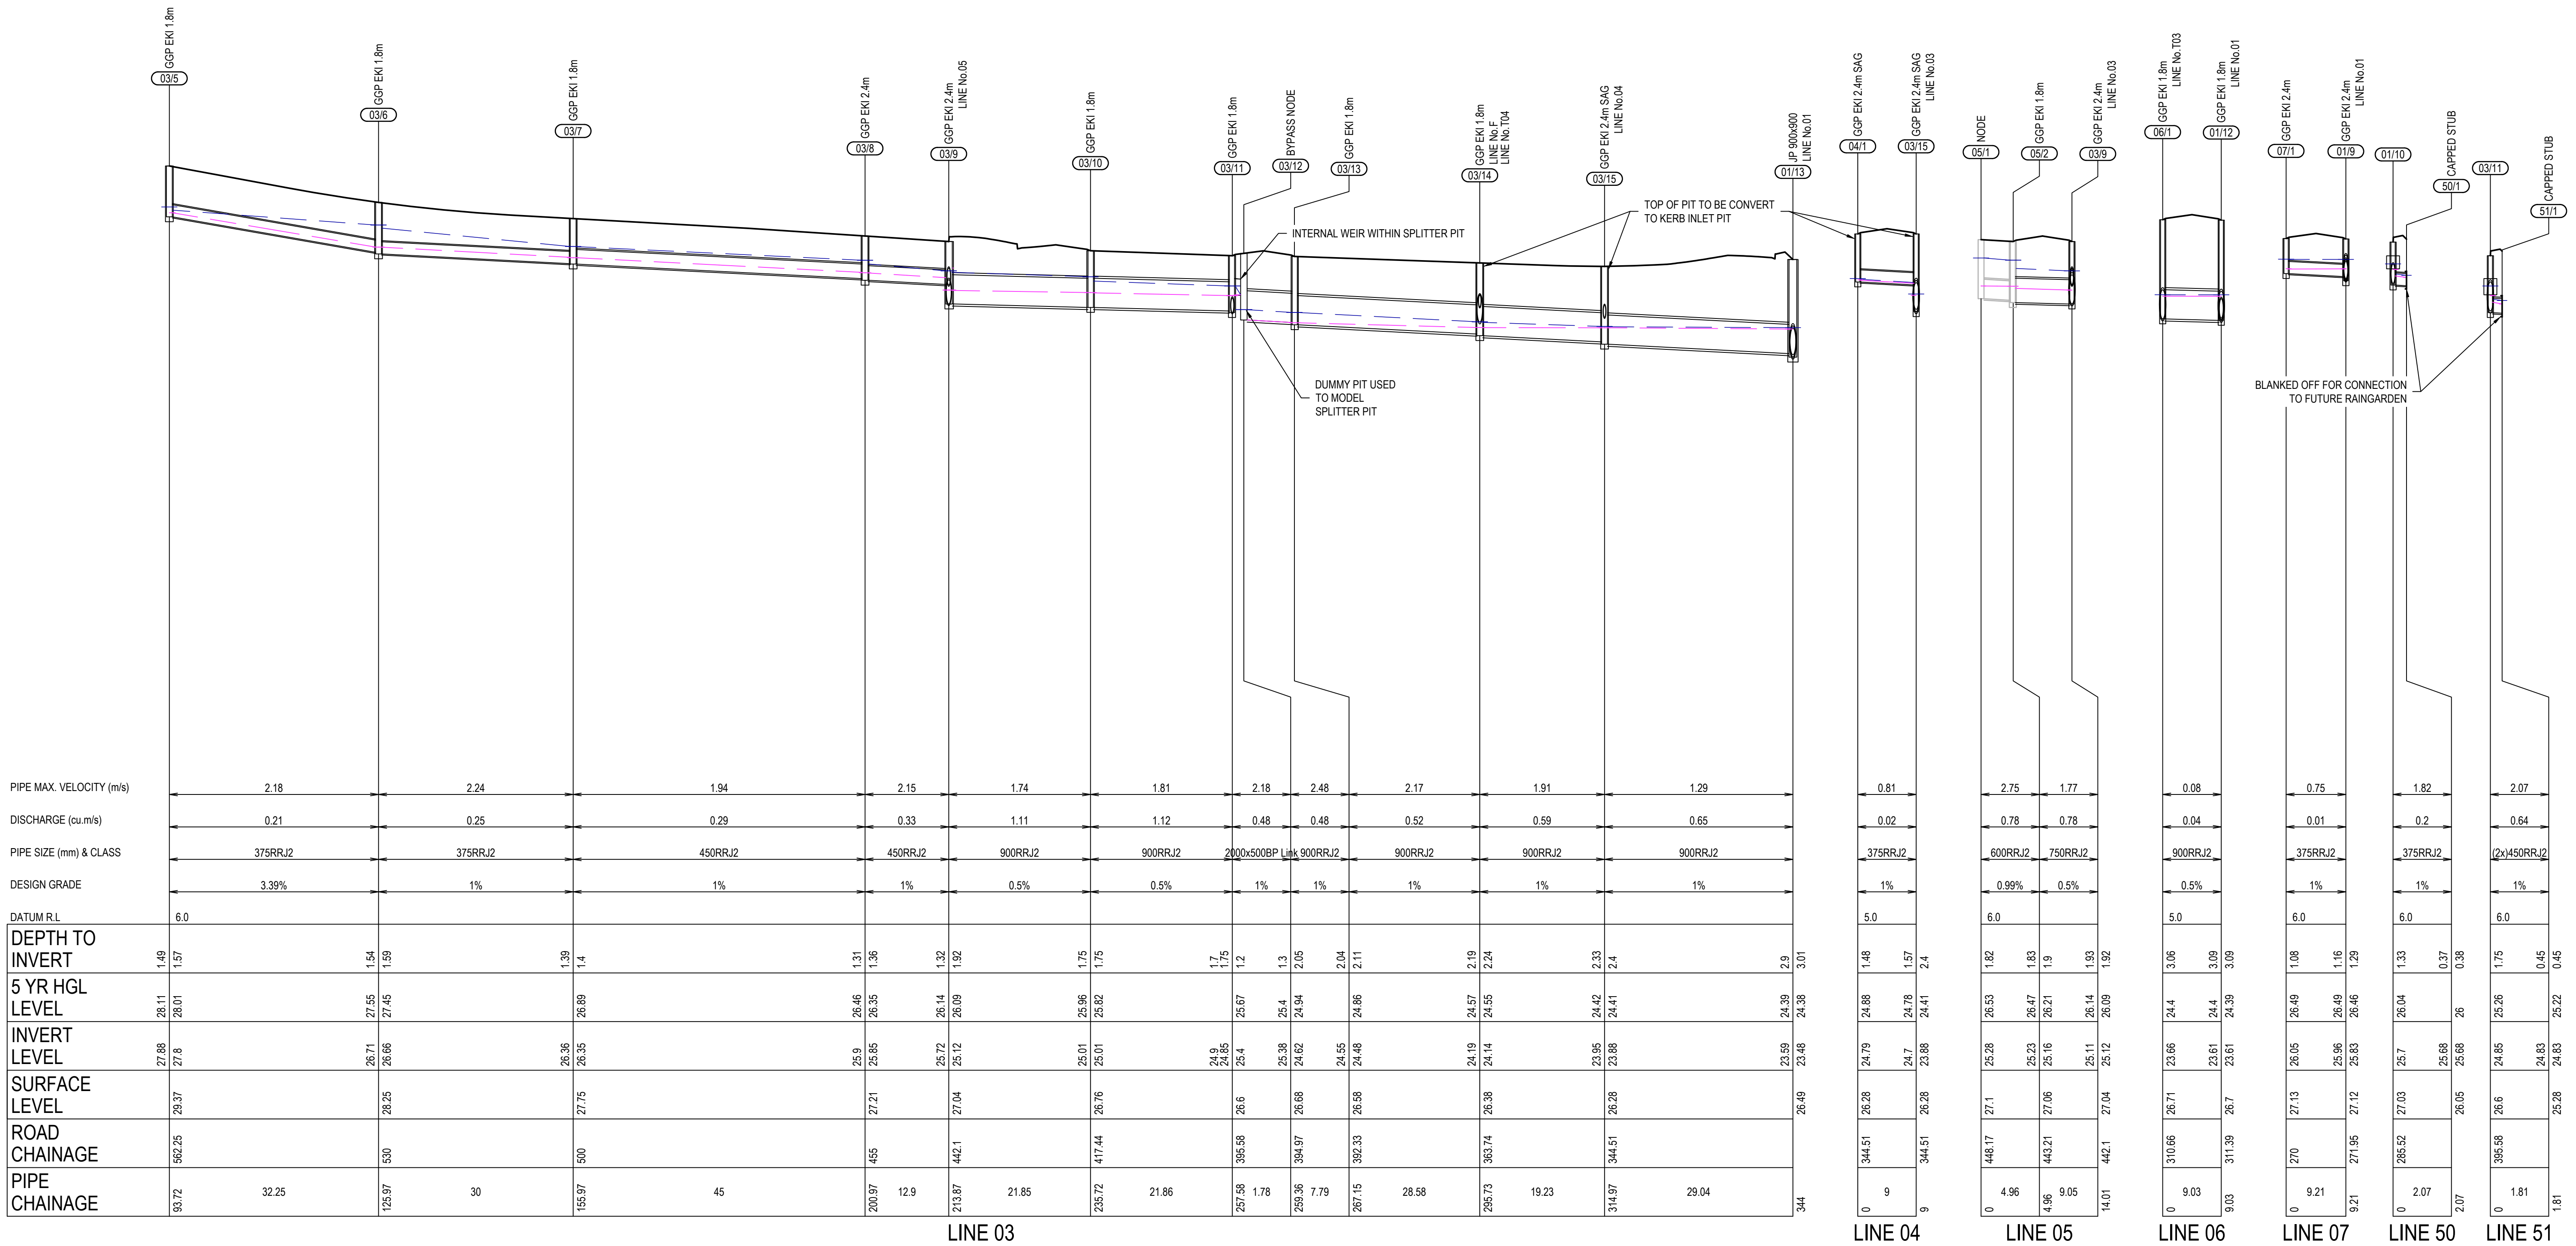 GGP EKI 1.8m
03/5
GGP EKI 1.8m
03/6
GGP EKI 1.8m
03/7
GGP EKI 2.4m
03/8
GGP EKI 2.4m
LINE No.05
03/9
GGP EKI 1.8m
03/10
GGP EKI 1.8m
03/11
BYPASS NODE
03/12
GGP EKI 1.8m
03/13
GGP EKI 1.8m
LINE No.F
LINE No.T04
03/14
GGP EKI 2.4m SAG
LINE No.04
03/15
JP 900x900
LINE No.01
01/13
GGP EKI 2.4m SAG
04/1
GGP EKI 2.4m SAG
LINE No.03
03/15
NODE
05/1
GGP EKI 1.8m
05/2
GGP EKI 2.4m
LINE No.03
03/9
GGP EKI 1.8m
LINE No.T03
06/1
GGP EKI 1.8m
LINE No.01
01/12
GGP EKI 2.4m
07/1
GGP EKI 2.4m
LINE No.01
01/9
01/10
CAPPED STUB
50/1
03/11
CAPPED STUB
51/1
INTERNAL WEIR WITHIN SPLITTER PIT
TOP OF PIT TO BE CONVERT
TO KERB INLET PIT
DUMMY PIT USED
TO MODEL
SPLITTER PIT
BLANKED OFF FOR CONNECTION
TO FUTURE RAINGARDEN
PIPE MAX. VELOCITY (m/s) 2.18 2.24 1.94 2.15 1.74 1.81 2.18 2.48 2.17 1.91 1.29 0.81 2.75 1.77 0.08 0.75 1.82 2.07
DISCHARGE (cu.m/s) 0.21 0.25 0.29 0.33 1.11 1.12 0.48 0.48 0.52 0.59 0.65 0.02 0.78 0.78 0.04 0.01 0.2 0.64
PIPE SIZE (mm) & CLASS 375RRJ2 375RRJ2 450RRJ2 450RRJ2 900RRJ2 900RRJ2 2000x500BP Link 900RRJ2 900RRJ2 900RRJ2 900RRJ2 375RRJ2 600RRJ2 750RRJ2 900RRJ2 375RRJ2 375RRJ2 (2x)450RRJ2
DESIGN GRADE 3.39% 1% 1% 1% 0.5% 0.5% 1% 1% 1% 1% 1% 1% 0.99% 0.5% 0.5% 1% 1% 1%
DATUM R.L 6.0 5.0 6.0 5.0 6.0 6.0 6.0
DEPTH TO
INVERT
1.49 1.57 1.54 1.59 1.39 1.4 1.31 1.36 1.32 1.92 1.75 1.75 1.7 1.75 1.2 1.3 2.05 2.04 2.11 2.19 2.24 2.33 2.4 2.9 3.01 1.48 1.57 2.4 1.82 1.83 1.9 1.93 1.92 3.06 3.09 3.09 1.08 1.16 1.29 1.33 0.37 0.38 1.75 0.45 0.45
5 YR HGL
LEVEL
28.11 28.01 27.55 27.45 26.89 26.46 26.35 26.14 26.09 25.96 25.82 25.67 25.4 24.94 24.86 24.57 24.55 24.42 24.41 24.39 24.38 24.88 24.78 24.41 26.53 26.47 26.21 26.14 26.09 24.4 24.4 24.39 26.49 26.49 26.46 26.04 26 25.26 25.22
INVERT
LEVEL
27.88 27.8 26.71 26.66 26.36 26.35 25.9 25.85 25.72 25.12 25.01 25.01 24.9 24.85 25.4 25.38 24.62 24.55 24.48 24.19 24.14 23.95 23.88 23.59 23.48 24.79 24.7 23.88 25.28 25.23 25.16 25.11 25.12 23.66 23.61 23.61 26.05 25.96 25.83 25.7 25.68 25.68 24.85 24.83 24.83
SURFACE
LEVEL
29.37 28.25 27.75 27.21 27.04 26.76 26.6 26.68 26.58 26.38 26.28 26.49 26.28 26.28 27.1 27.06 27.04 26.71 26.7 27.13 27.12 27.03 26.05 26.6 25.28
ROAD
CHAINAGE
562.25 530 500 455 442.1 417.44 395.58 394.97 392.33 363.74 344.51 344.51 344.51 448.17 443.21 442.1 310.66 311.39 270 271.95 285.52 395.58
PIPE
CHAINAGE
93.72 32.25 125.97 30 155.97 45 200.97 12.9 213.87 21.85 235.72 21.86 257.58 1.78 259.36 7.79 267.15 28.58 295.73 19.23 314.97 29.04 344 0 9 9 0 4.96 4.96 9.05 14.01 0 9.03 9.03 0 9.21 9.21 0 2.07 2.07 0 1.81 1.81
LINE 03 LINE 04 LINE 05 LINE 06 LINE 07 LINE 50 LINE 51